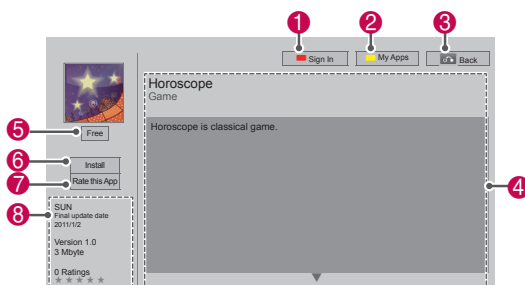 1
2
3
Sign In
My Apps
Back
Horoscope
Game
Horoscope is classical game.
4
5
Free
6
Install
7
Rate this App
8
SUN
Final update date
2011/1/2
Version 1.0
3 Mbyte
0 Ratings
★ ★ ★ ★ ★